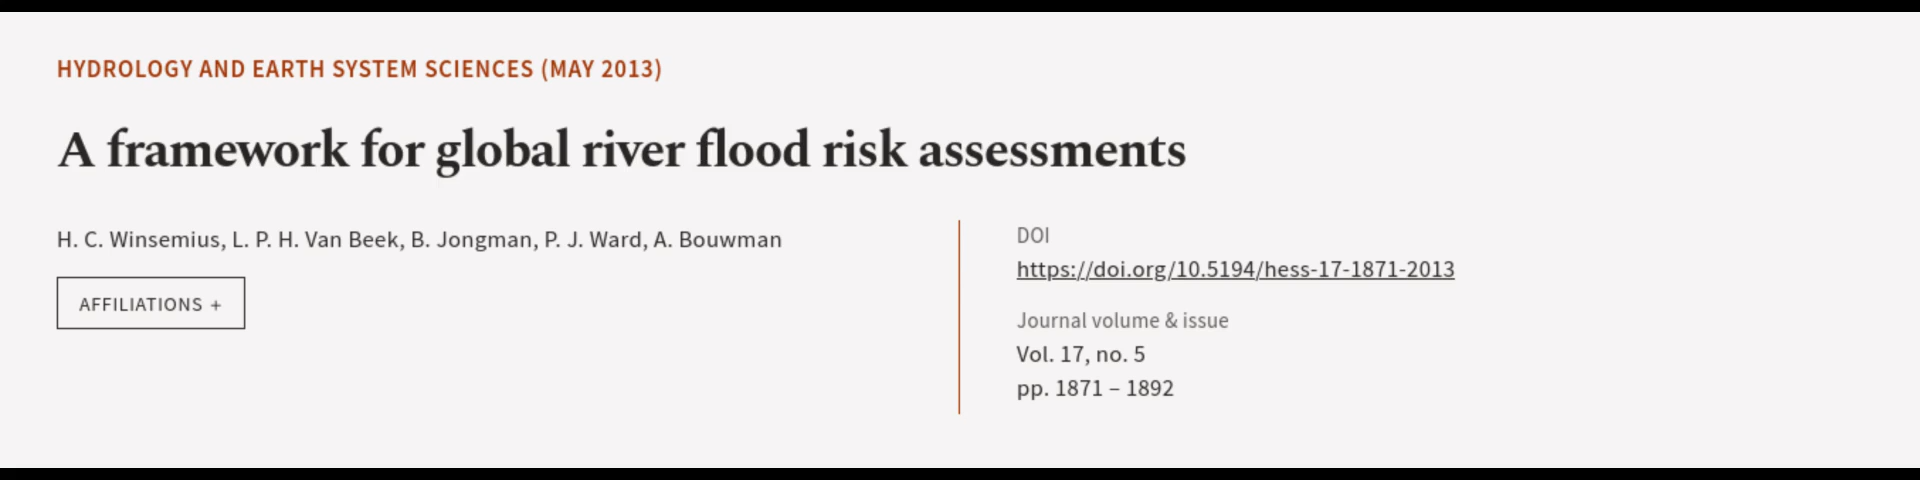 HYDROLOGY AND EARTH SYSTEM SCIENCES (MAY 2013)
A framework for global river flood risk assessments
H. C. Winsemius, L. P. H. Van Beek, B. Jongman, P. J. Ward, A. Bouwman
AFFILIATIONS +
DOI
https://doi.org/10.5194/hess-17-1871-2013
Journal volume & issue
Vol. 17, no. 5
pp. 1871 – 1892